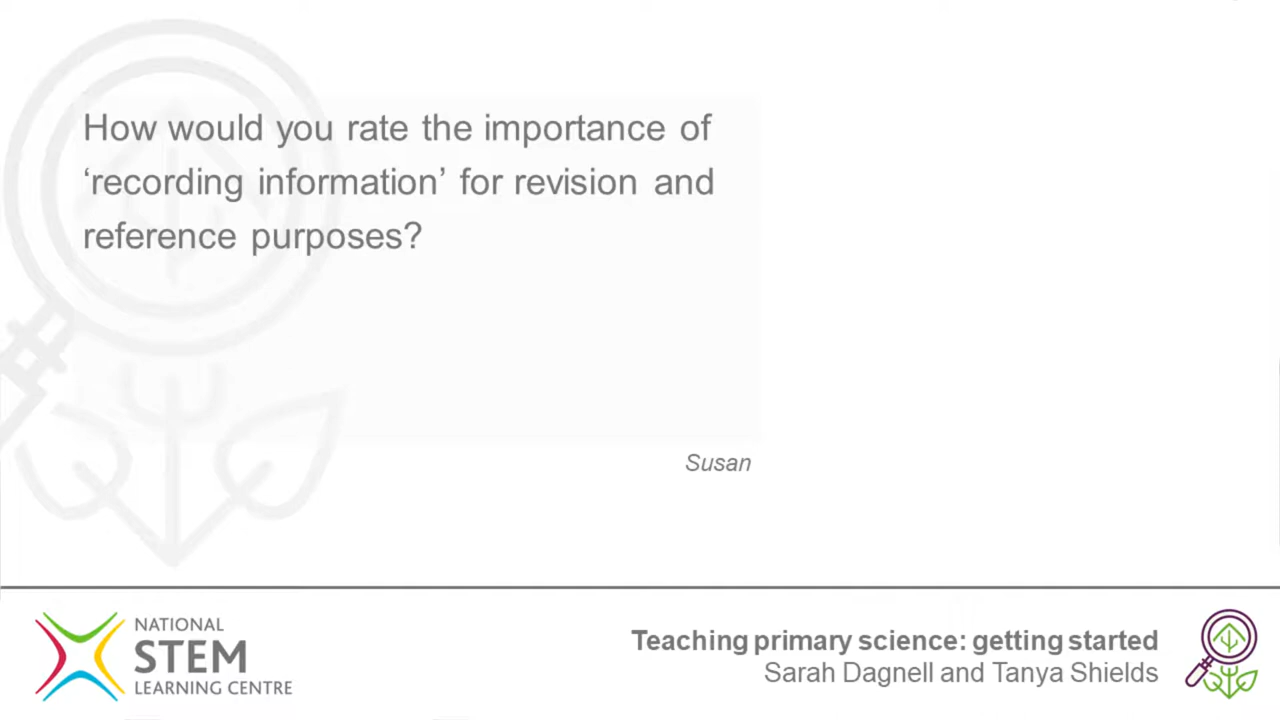 How would you rate the importance of
‘recording information’ for revision and
reference purposes?
Susan
NATIONAL
STEM
LEARNING CENTRE
Teaching primary science: getting started
Sarah Dagnell and Tanya Shields